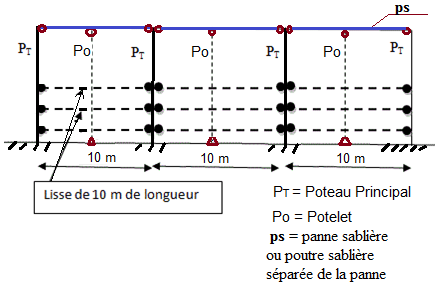 ps
PT Po PT Po PT Po PT
10 m 10 m 10 m
Lisse de 10 m de longueur
PT = Poteau Principal
Po = Potelet
ps = panne sablière
ou poutre sablière
séparée de la panne